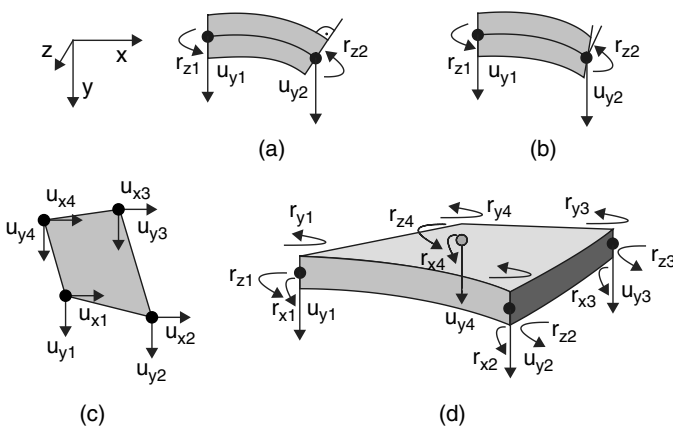 z
x
y
r_z1
u_y1
r_z2
u_y2
(a)
r_z1
u_y1
r_z2
u_y2
(b)
u_x4
u_x3
u_y4
u_y3
u_x1
u_y1
u_x2
u_y2
(c)
r_y1
r_z4
r_y4
r_y3
r_z1
r_x4
r_z3
r_x1
u_y1
u_y4
r_x3
u_y3
r_x2
r_z2
u_y2
(d)